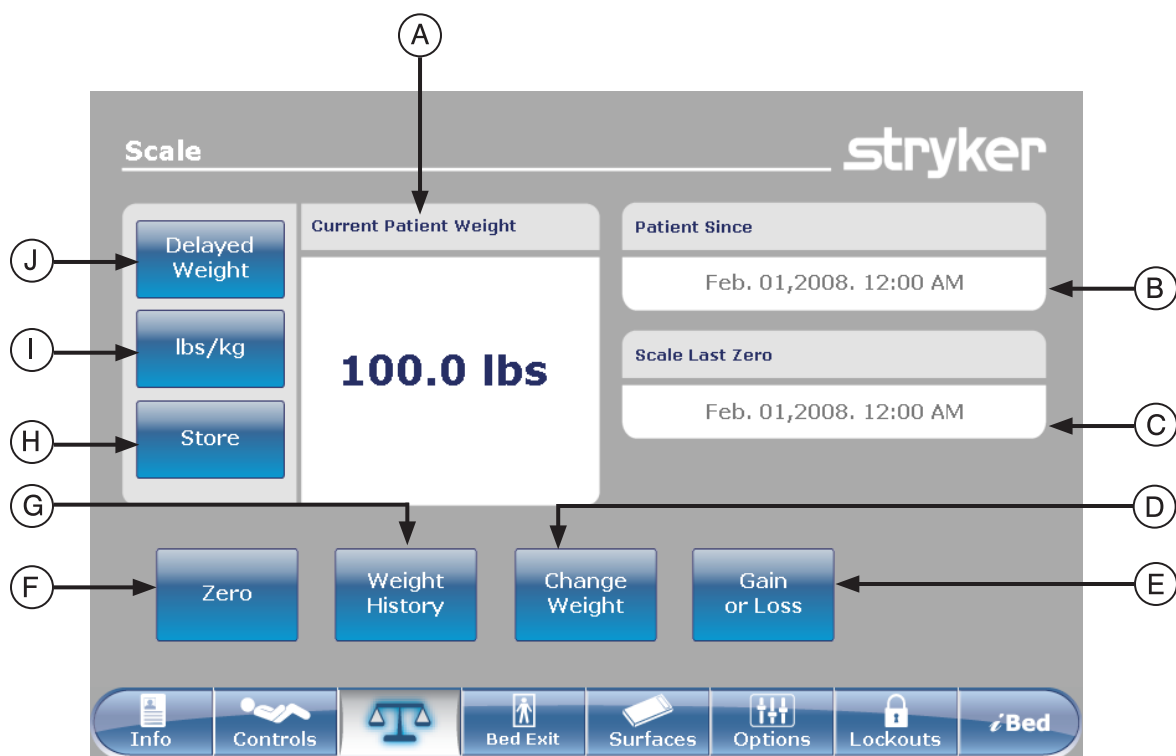 A
Scale
stryker
Current Patient Weight
Patient Since
Delayed
Weight
J
Feb. 01,2008. 12:00 AM
B
lbs/kg
I
Scale Last Zero
100.0 lbs
Feb. 01,2008. 12:00 AM
C
Store
H
G
D
F
Zero
Weight
History
Change
Weight
Gain
or Loss
E
Info
Controls
Bed Exit
Surfaces
Options
Lockouts
iBed